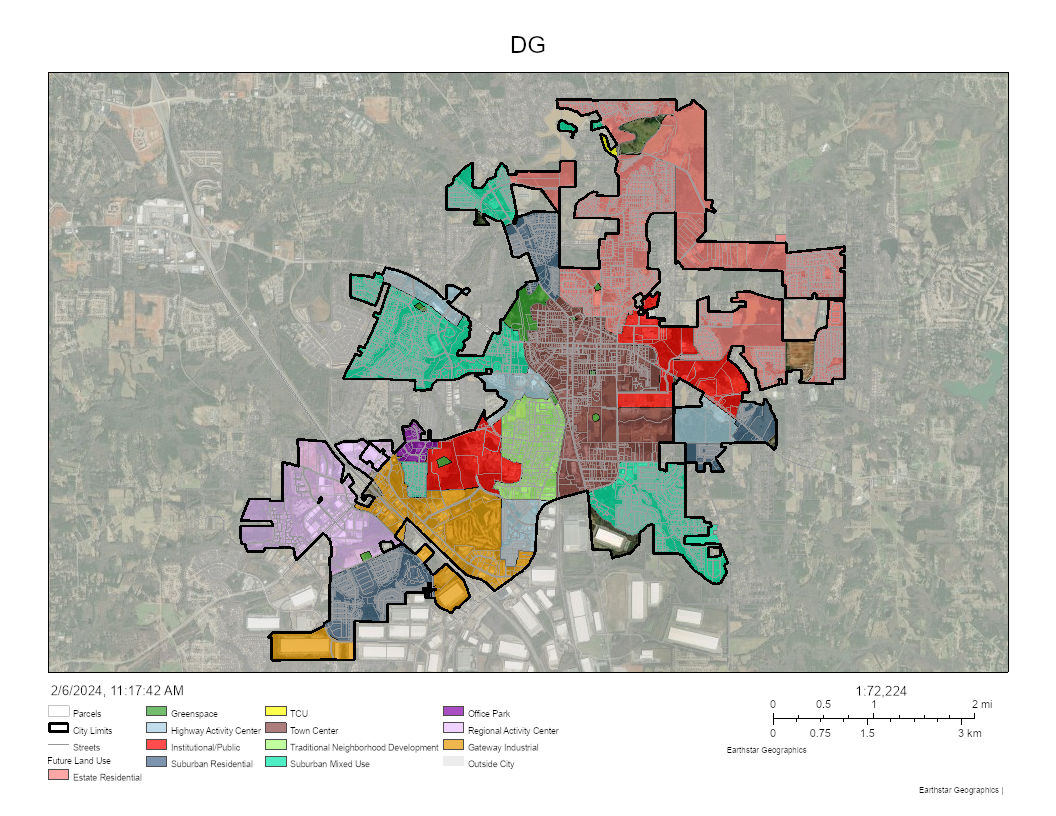 DG
2/6/2024, 11:17:42 AM
Parcels
City Limits
Streets
Future Land Use
Estate Residential
Greenspace
Highway Activity Center
Institutional/Public
Suburban Residential
TCU
Town Center
Traditional Neighborhood Development
Suburban Mixed Use
Office Park
Regional Activity Center
Gateway Industrial
Outside City
1:72,224
0 0.5 1 2 mi
0 0.75 1.5 3 km
Earthstar Geographics
Earthstar Geographics |